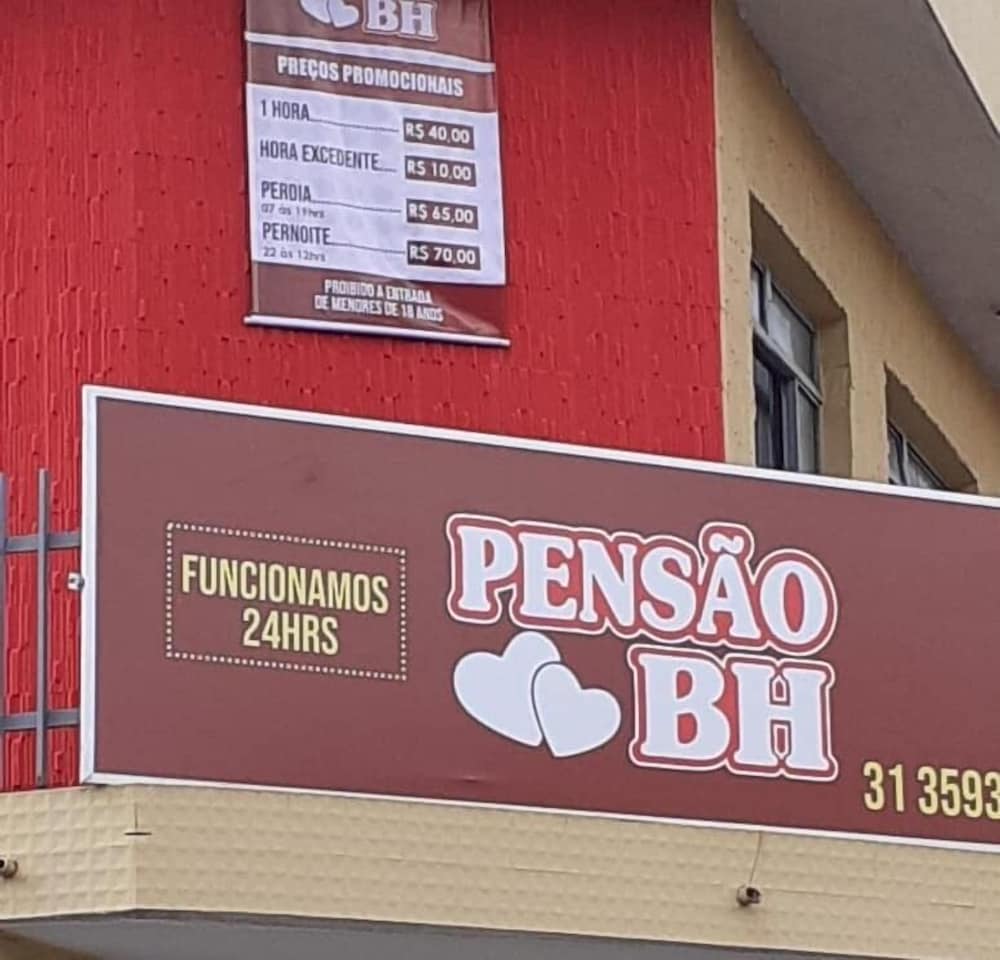 BH
PREÇOS PROMOCIONAIS
1 HORA R$ 40,00
HORA EXCEDENTE R$ 10,00
PERDIA R$ 65,00
07 às 19hrs
PERNOITE R$ 70,00
22 às 12hrs
PROIBIDO A ENTRADA
DE MENORES DE 18 ANOS
FUNCIONAMOS
24HRS
PENSÃO
BH
31 3593